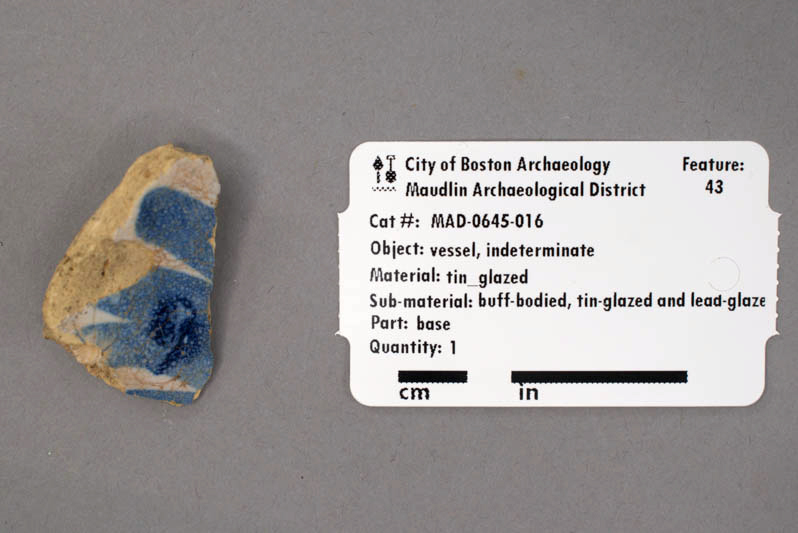 City of Boston Archaeology
Maudlin Archaeological District
Feature:
43
Cat #: MAD-0645-016
Object: vessel, indeterminate
Material: tin_glazed
Sub-material: buff-bodied, tin-glazed and lead-glaze
Part: base
Quantity: 1
cm in